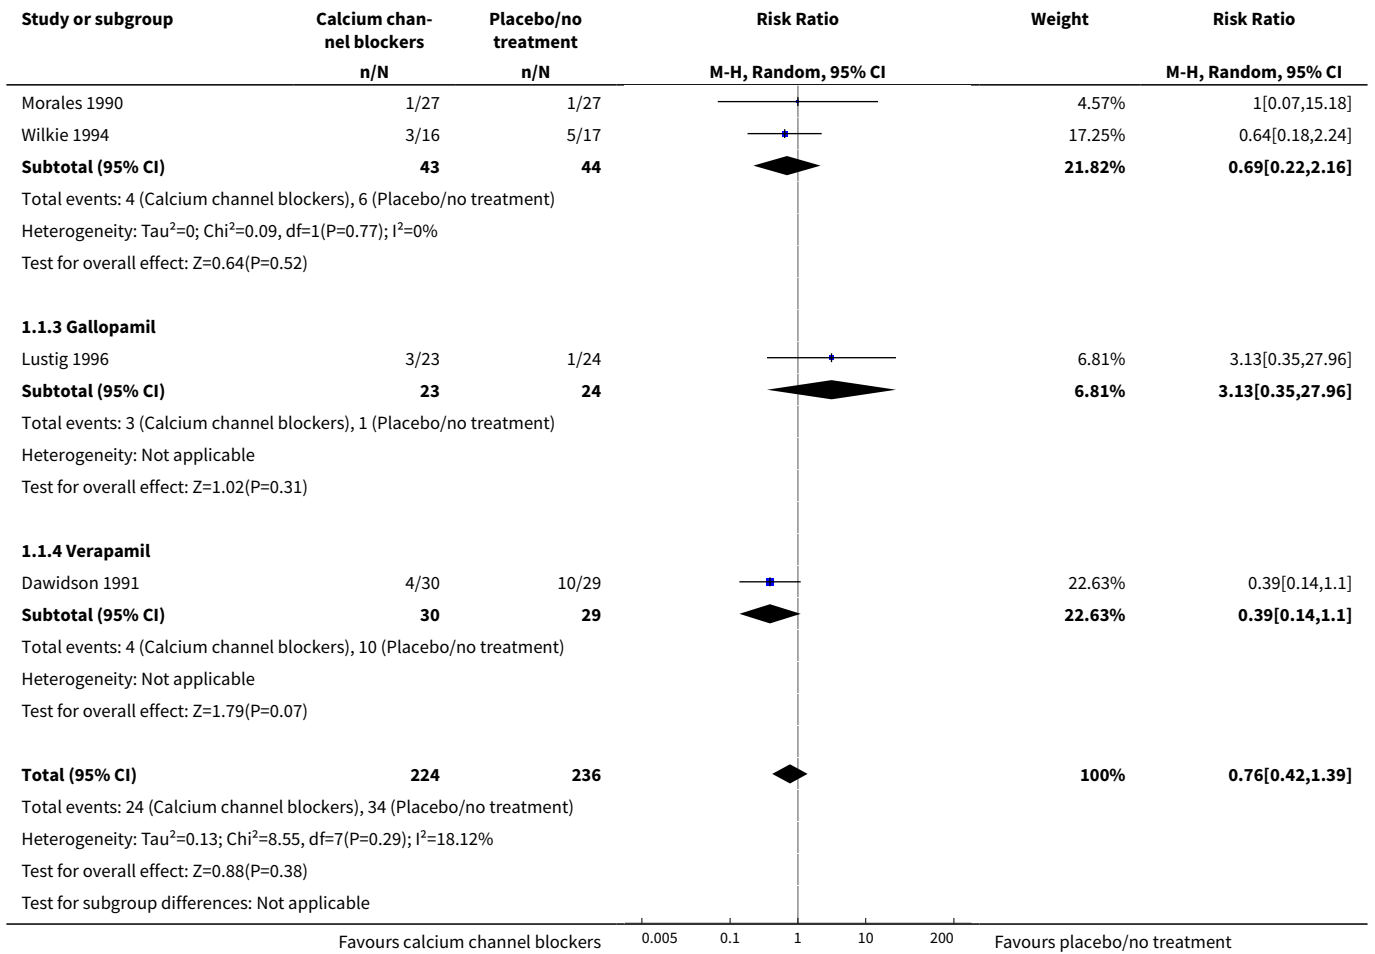 Study or subgroup Calcium chan- Placebo/no Risk Ratio Weight Risk Ratio
nel blockers treatment
n/N n/N M-H, Random, 95% CI M-H, Random, 95% CI
Morales 1990 1/27 1/27 4.57% 1[0.07,15.18]
Wilkie 1994 3/16 5/17 17.25% 0.64[0.18,2.24]
Subtotal (95% CI) 43 44 21.82% 0.69[0.22,2.16]
Total events: 4 (Calcium channel blockers), 6 (Placebo/no treatment)
Heterogeneity: Tau²=0; Chi²=0.09, df=1(P=0.77); I²=0%
Test for overall effect: Z=0.64(P=0.52)
1.1.3 Gallopamil
Lustig 1996 3/23 1/24 6.81% 3.13[0.35,27.96]
Subtotal (95% CI) 23 24 6.81% 3.13[0.35,27.96]
Total events: 3 (Calcium channel blockers), 1 (Placebo/no treatment)
Heterogeneity: Not applicable
Test for overall effect: Z=1.02(P=0.31)
1.1.4 Verapamil
Dawidson 1991 4/30 10/29 22.63% 0.39[0.14,1.1]
Subtotal (95% CI) 30 29 22.63% 0.39[0.14,1.1]
Total events: 4 (Calcium channel blockers), 10 (Placebo/no treatment)
Heterogeneity: Not applicable
Test for overall effect: Z=1.79(P=0.07)
Total (95% CI) 224 236 100% 0.76[0.42,1.39]
Total events: 24 (Calcium channel blockers), 34 (Placebo/no treatment)
Heterogeneity: Tau²=0.13; Chi²=8.55, df=7(P=0.29); I²=18.12%
Test for overall effect: Z=0.88(P=0.38)
Test for subgroup differences: Not applicable
Favours calcium channel blockers 0.005 0.1 1 10 200 Favours placebo/no treatment